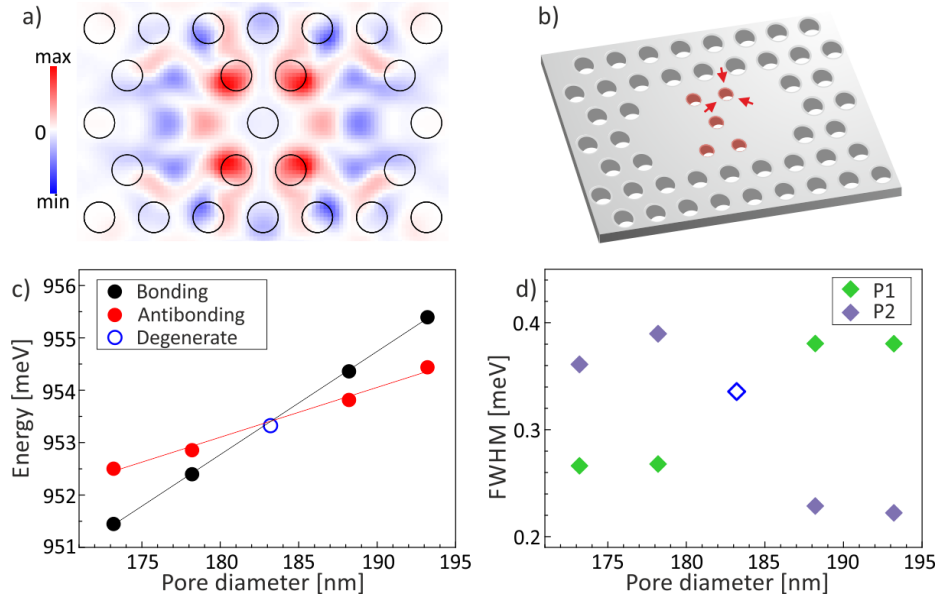 a)
max
0
min
b)
c)
956
955
954
953
952
951
Energy [meV]
Bonding
Antibonding
Degenerate
175 180 185 190 195
Pore diameter [nm]
d)
0.4
0.3
0.2
FWHM [meV]
P1
P2
175 180 185 190 195
Pore diameter [nm]